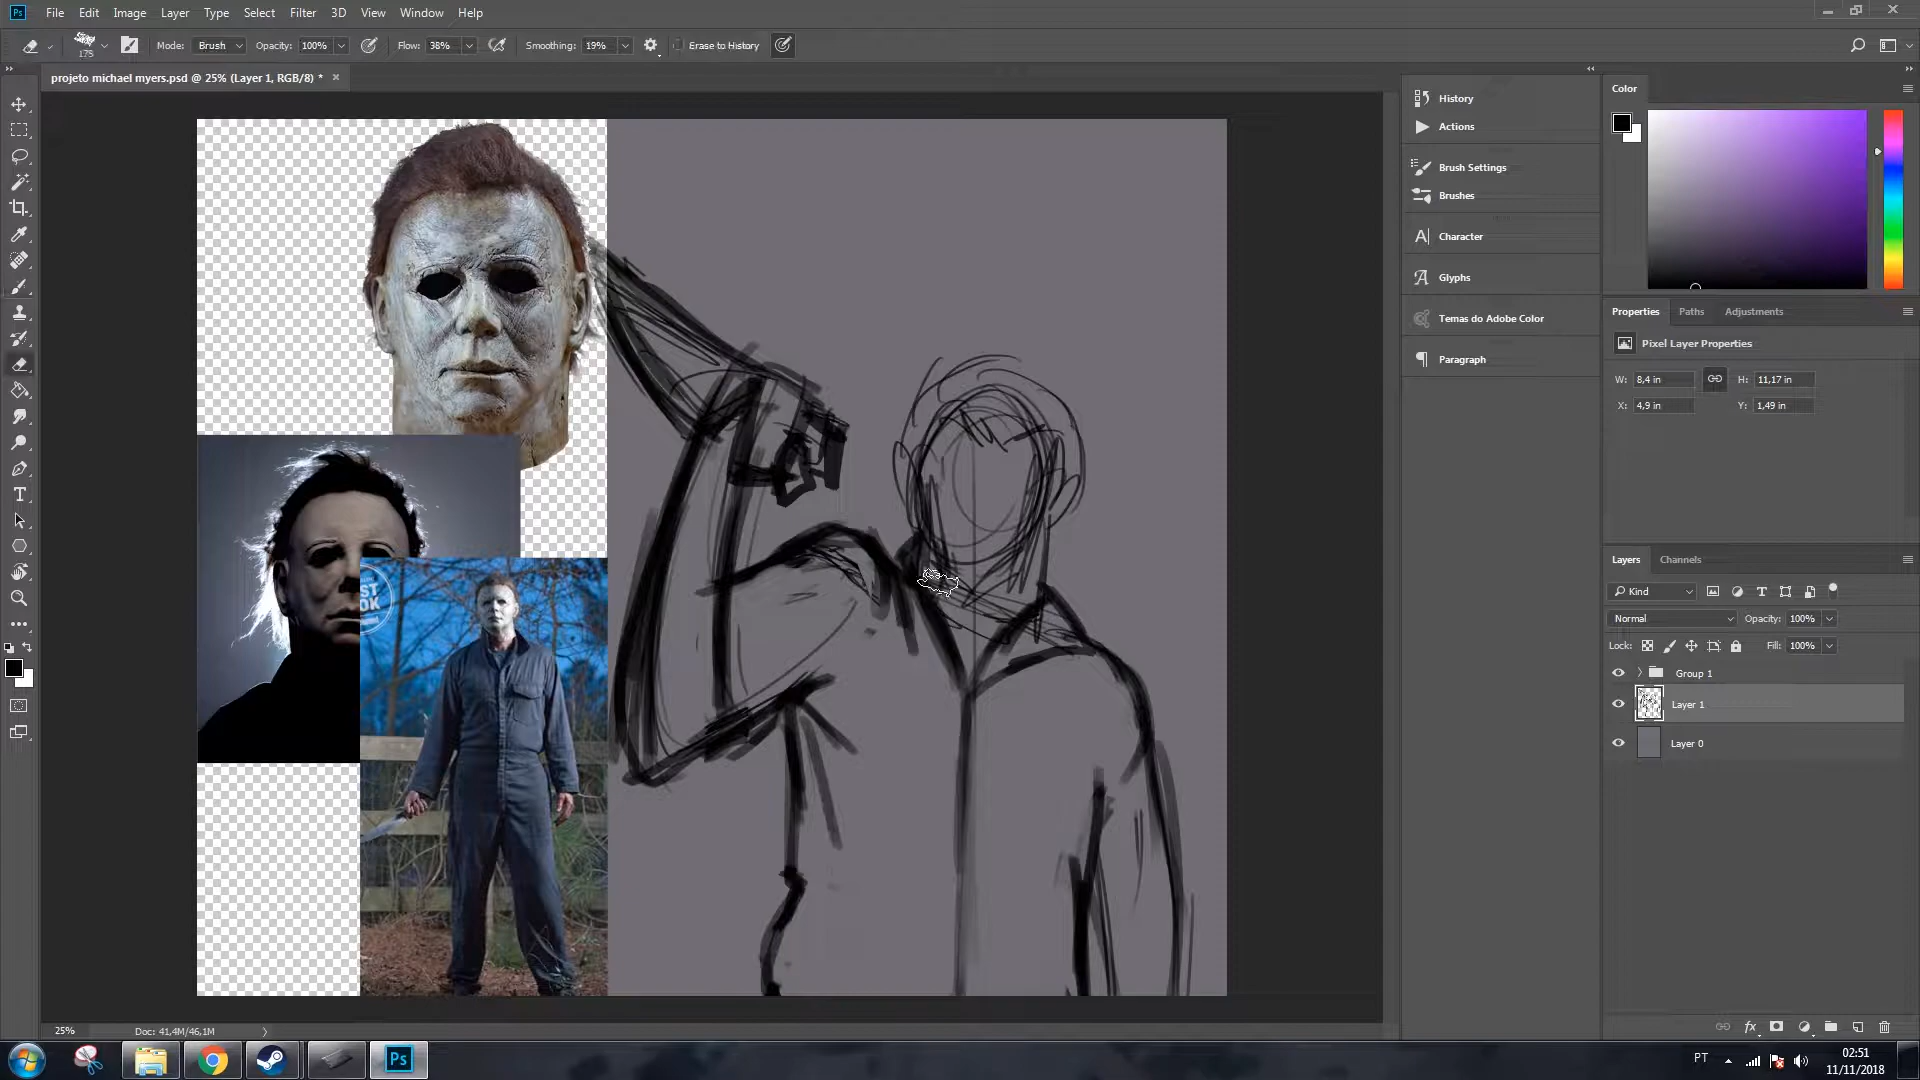 Ps File Edit Image Layer Type Select Filter 3D View Window Help
175 Mode: Brush Opacity: 100% Flow: 38% Smoothing: 19% Erase to History
projeto michael myers.psd @ 25% (Layer 1, RGB/8) *
History
Actions
Brush Settings
Brushes
Character
Glyphs
Temas do Adobe Color
Paragraph
Color
Properties Paths Adjustments
Pixel Layer Properties
W: 8,4 in H: 11,17 in
X: 4,9 in Y: 1,49 in
Layers Channels
Kind
Normal Opacity: 100%
Lock: Fill: 100%
Group 1
Layer 1
Layer 0
25% Doc: 41,4M/46,1M
Ps PT 02:51
11/11/2018